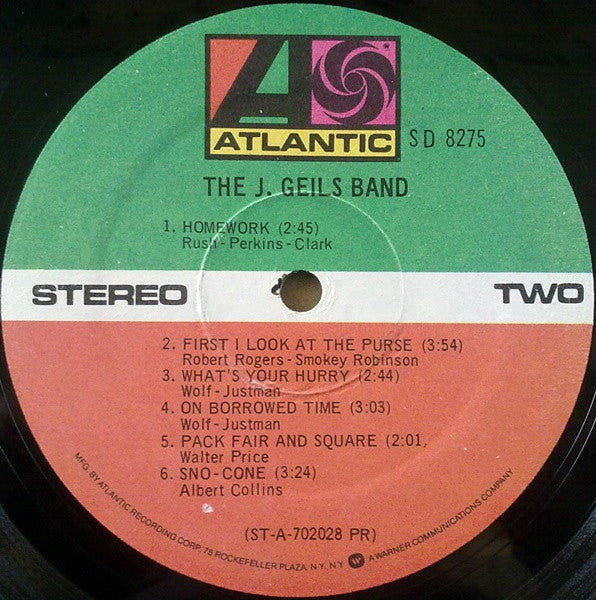 ATLANTIC
SD 8275
THE J. GEILS BAND
1. HOMEWORK (2:45)
Rush - Perkins - Clark
STEREO
TWO
2. FIRST I LOOK AT THE PURSE (3:54)
Robert Rogers - Smokey Robinson
3. WHAT'S YOUR HURRY (2:44)
Wolf - Justman
4. ON BORROWED TIME (3:03)
Wolf - Justman
5. PACK FAIR AND SQUARE (2:01,
Walter Price
6. SNO-CONE (3:24)
Albert Collins
(ST-A-702028 PR)
MFG. BY ATLANTIC RECORDING CORP. 75 ROCKEFELLER PLAZA, N.Y. N.Y. W A WARNER COMMUNICATIONS COMPANY